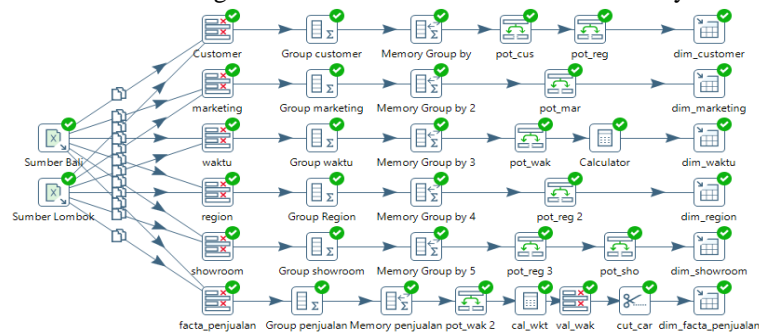 Customer Group customer Memory Group by pot_cus pot_reg dim_customer
marketing Group marketing Memory Group by 2 pot_mar dim_marketing
Sumber Bali
waktu Group waktu Memory Group by 3 pot_wak Calculator dim_waktu
Sumber Lombok
region Group Region Memory Group by 4 pot_reg 2 dim_region
showroom Group showroom Memory Group by 5 pot_reg 3 pot_sho dim_showroom
facta_penjualan Group penjualan Memory penjualan pot_wak 2 cal_wkt val_wak cut_car dim_facta_penjualan